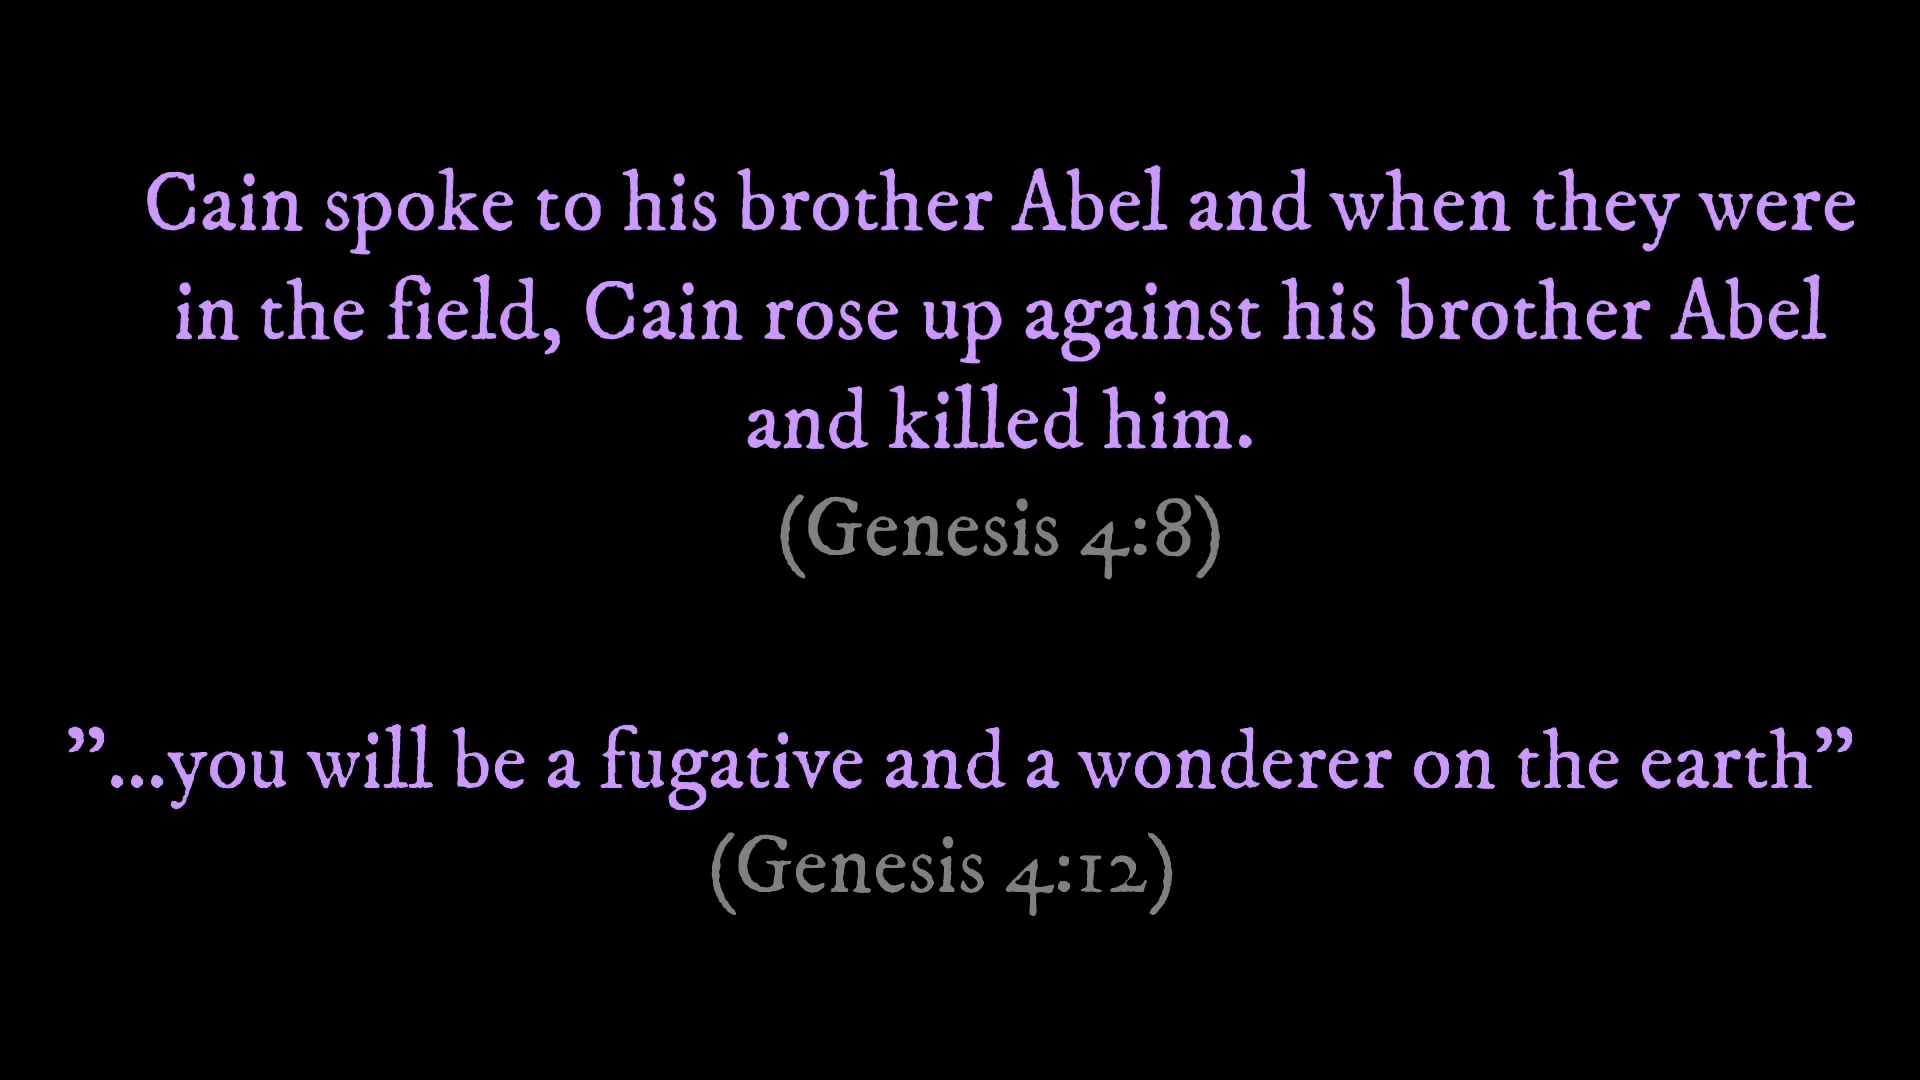 Cain spoke to his brother Abel and when they were
in the field, Cain rose up against his brother Abel
and killed him.
(Genesis 4:8)
”...you will be a fugative and a wonderer on the earth”
(Genesis 4:12)